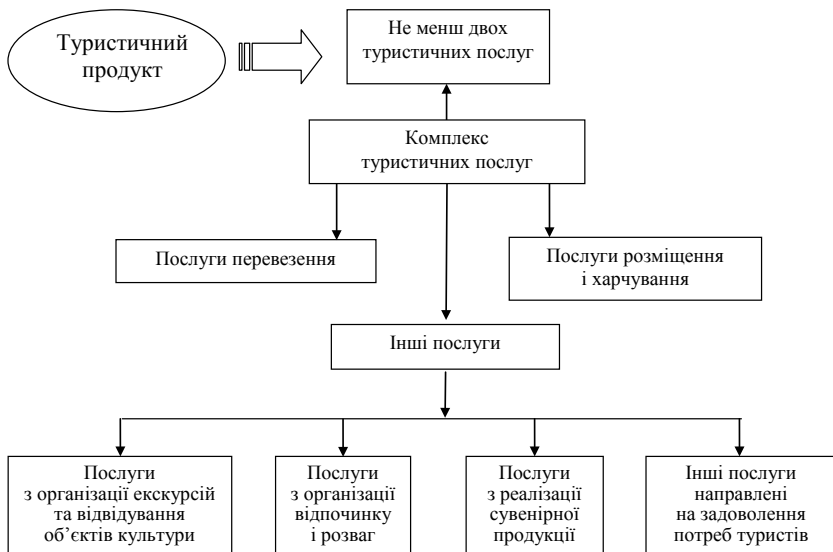 Туристичний
продукт
Не менш двох
туристичних послуг
Комплекс
туристичних послуг
Послуги перевезення
Послуги розміщення
і харчування
Інші послуги
Послуги
з організації екскурсій
та відвідування
об’єктів культури
Послуги
з організації
відпочинку
і розваг
Послуги
з реалізації
сувенірної
продукції
Інші послуги
направлені
на задоволення
потреб туристів